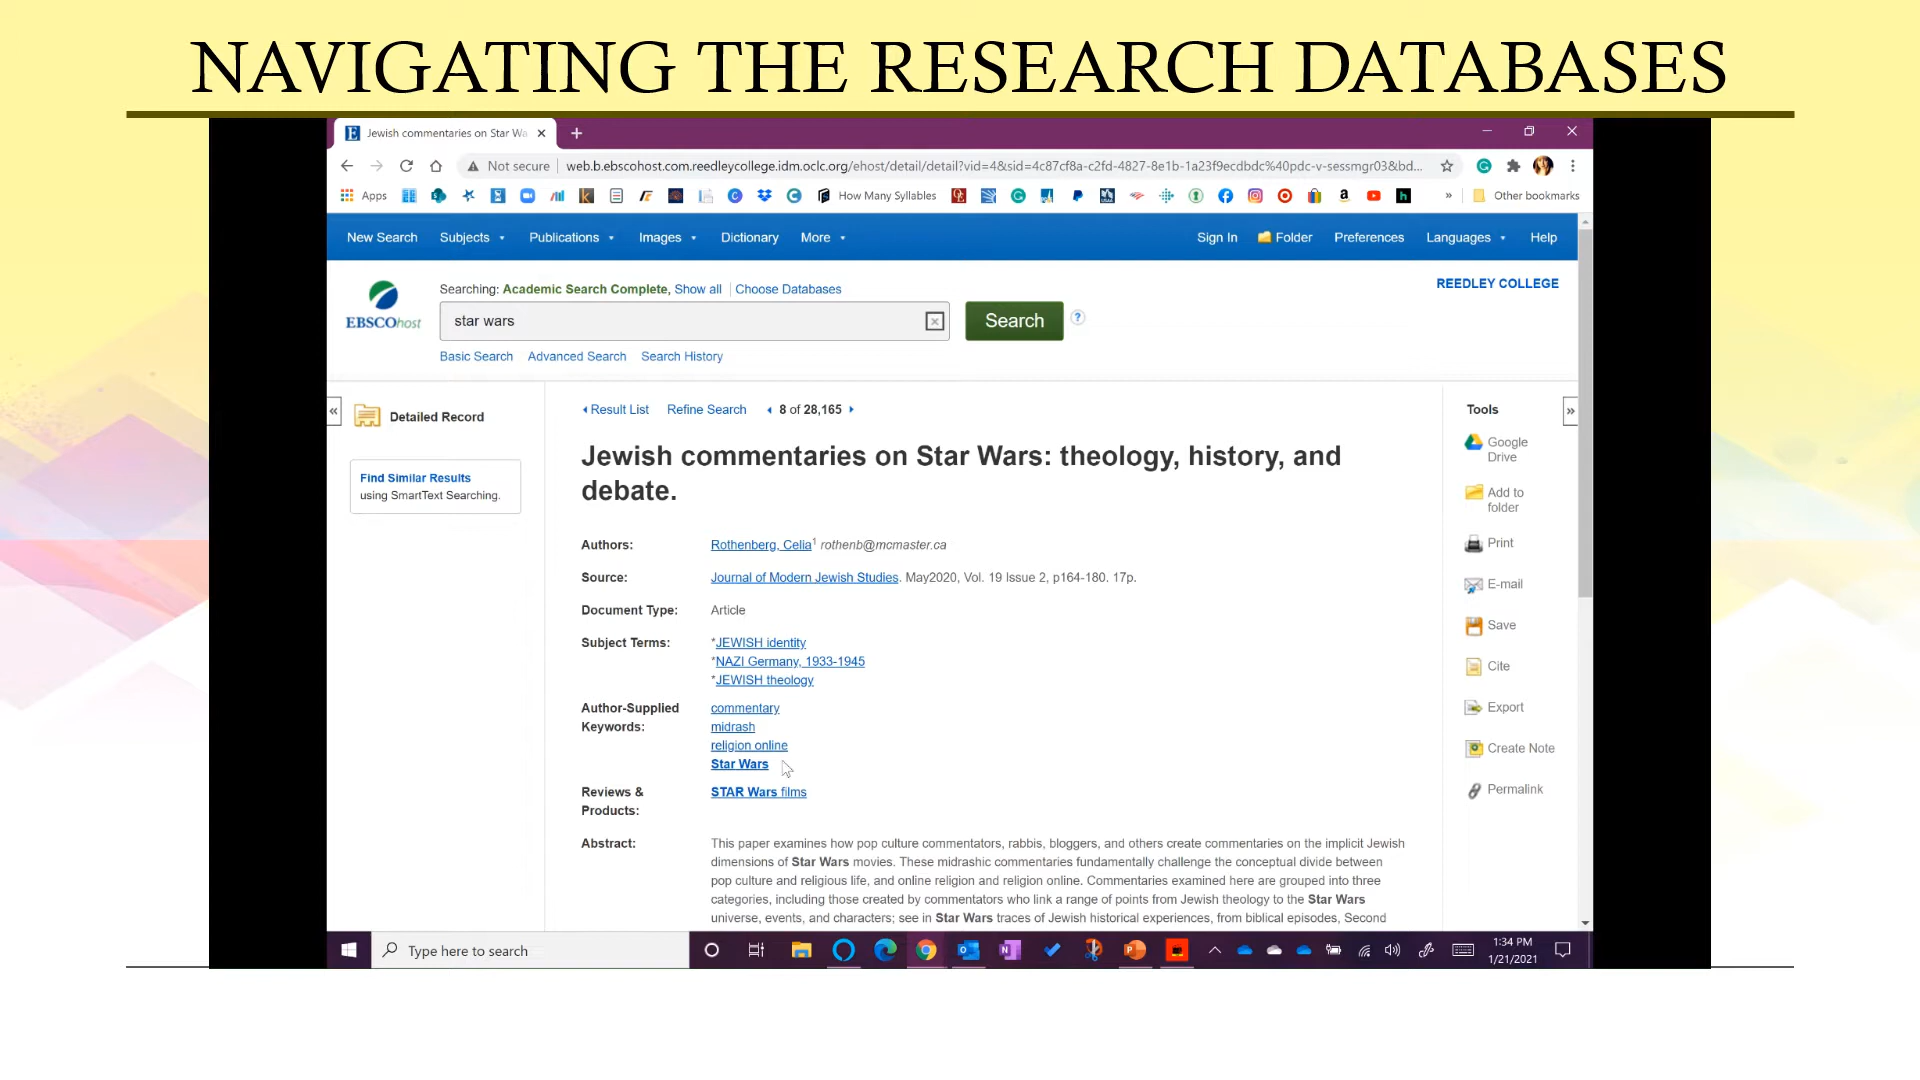 NAVIGATING THE RESEARCH DATABASES
Jewish commentaries on Star Wa
Not secure
web.b.ebscohost.com.reedleycollege.idm.oclc.org/ehost/detail/detail?vid=4&sid=4c87cf8a-c2fd-4827-8e1b-1a23f9ecdbdc%40pdc-v-sessmgr03&bd...
Apps
How Many Syllables
Other bookmarks
New Search Subjects Publications Images Dictionary More Sign In Folder Preferences Languages Help
Searching: Academic Search Complete, Show all Choose Databases
REEDLEY COLLEGE
EBSCOhost
star wars
Search
Basic Search Advanced Search Search History
Detailed Record
Find Similar Results
using SmartText Searching.
Result List Refine Search 8 of 28,165
Jewish commentaries on Star Wars: theology, history, and
debate.
Authors: Rothenberg, Celia1 rothenb@mcmaster.ca
Source: Journal of Modern Jewish Studies. May2020, Vol. 19 Issue 2, p164-180. 17p.
Document Type: Article
Subject Terms: *JEWISH identity
*NAZI Germany, 1933-1945
*JEWISH theology
Author-Supplied
Keywords:
commentary
midrash
religion online
Star Wars
Reviews &
Products:
STAR Wars films
Abstract: This paper examines how pop culture commentators, rabbis, bloggers, and others create commentaries on the implicit Jewish
dimensions of Star Wars movies. These midrashic commentaries fundamentally challenge the conceptual divide between
pop culture and religious life, and online religion and religion online. Commentaries examined here are grouped into three
categories, including those created by commentators who link a range of points from Jewish theology to the Star Wars
universe, events, and characters; see in Star Wars traces of Jewish historical experiences, from biblical episodes, Second
Tools
Google
Drive
Add to
folder
Print
E-mail
Save
Cite
Export
Create Note
Permalink
Type here to search
1:34 PM
1/21/2021